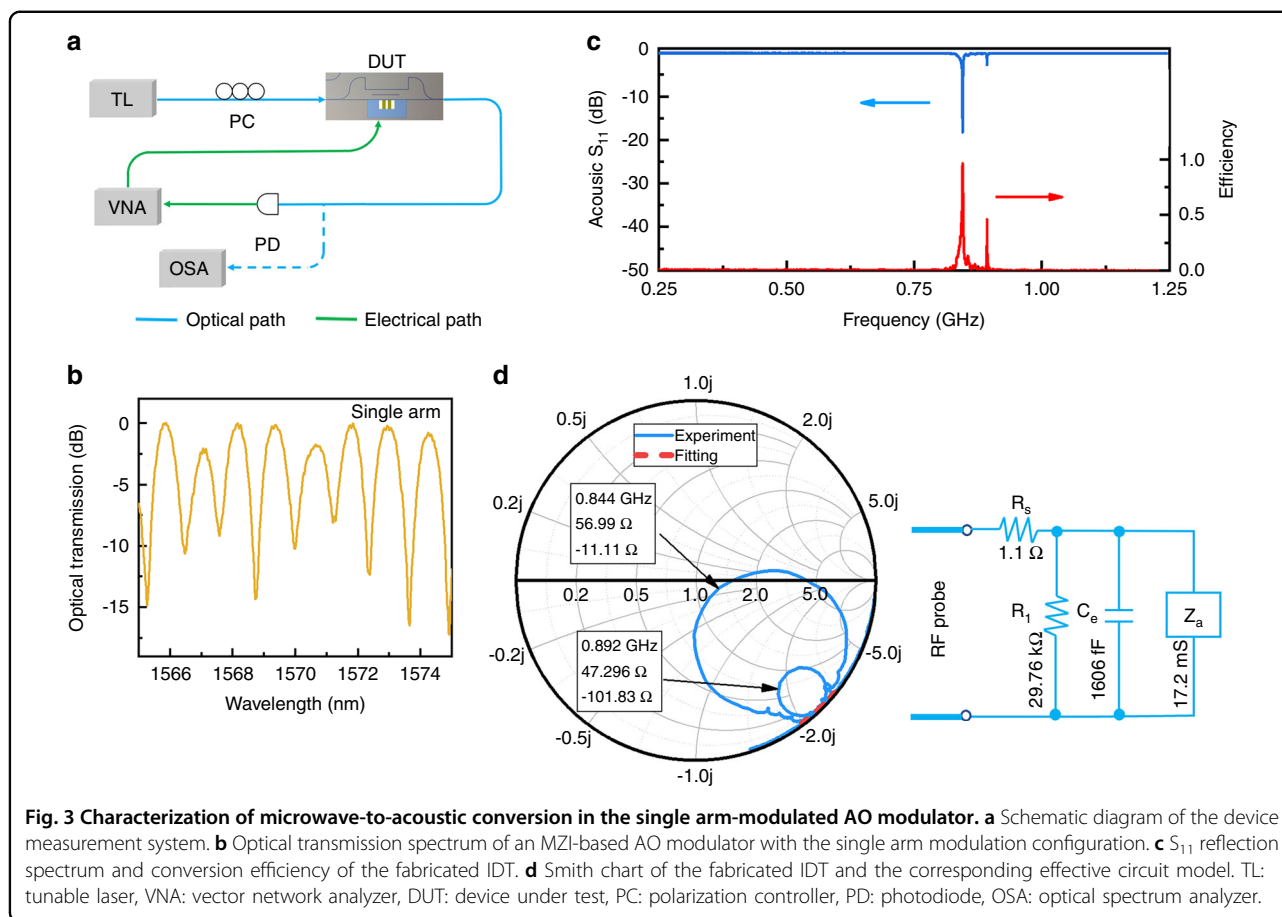 a
TL
PC
DUT
VNA
PD
OSA
Optical path
Electrical path
c
0
-10
-20
-30
-40
-50
Acousic S11 (dB)
1.0
0.5
0.0
Efficiency
0.25
0.50
0.75
1.00
1.25
Frequency (GHz)
b
Single arm
0
-5
-10
-15
Optical transmission (dB)
1566
1568
1570
1572
1574
Wavelength (nm)
d
1.0j
0.5j
2.0j
Experiment
Fitting
0.2j
5.0j
0.844 GHz
56.99 Ω
-11.11 Ω
0.2
0.5
1.0
2.0
5.0
0.892 GHz
47.296 Ω
-101.83 Ω
-0.2j
-5.0j
-0.5j
-2.0j
-1.0j
RF probe
Rs
1.1 Ω
R1
29.76 kΩ
Ce
1606 fF
Za
17.2 mS
Fig. 3 Characterization of microwave-to-acoustic conversion in the single arm-modulated AO modulator. a Schematic diagram of the device
measurement system. b Optical transmission spectrum of an MZI-based AO modulator with the single arm modulation configuration. c S11 reflection
spectrum and conversion efficiency of the fabricated IDT. d Smith chart of the fabricated IDT and the corresponding effective circuit model. TL:
tunable laser, VNA: vector network analyzer, DUT: device under test, PC: polarization controller, PD: photodiode, OSA: optical spectrum analyzer.